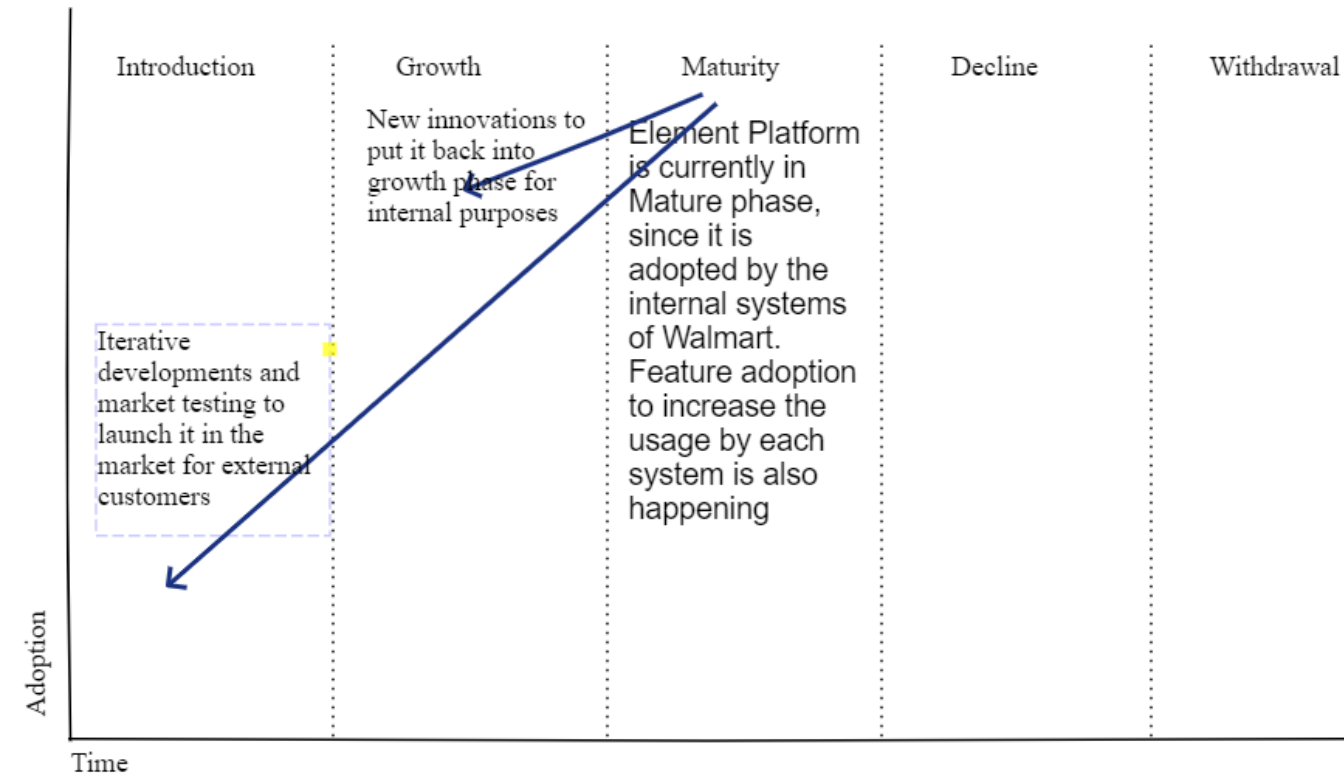 Introduction
Growth
Maturity
Decline
Withdrawal
New innovations to
put it back into
growth phase for
internal purposes
Element Platform
is currently in
Mature phase,
since it is
adopted by the
internal systems
of Walmart.
Feature adoption
to increase the
usage by each
system is also
happening
Iterative
developments and
market testing to
launch it in the
market for external
customers
Adoption
Time